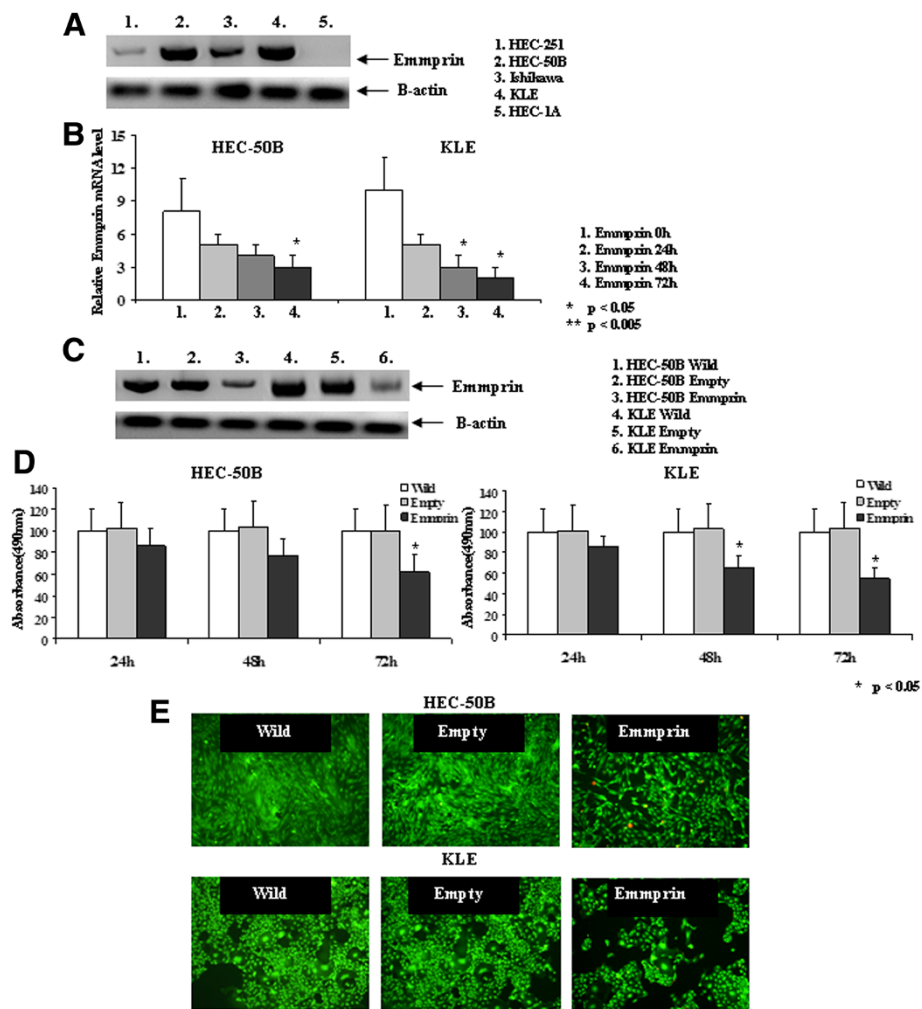 A
1. 2. 3. 4. 5.
Emmprin
B-actin
1. HEC-251
2. HEC-50B
3. Ishikawa
4. KLE
5. HEC-1A
B
HEC-50B KLE
Relative Emmprin mRNA level
15
12
9
6
3
0
* * *
1. 2. 3. 4. 1. 2. 3. 4.
1. Emmprin 0h
2. Emmprin 24h
3. Emmprin 48h
4. Emmprin 72h
* p < 0.05
** p < 0.005
C
1. 2. 3. 4. 5. 6.
Emmprin
B-actin
1. HEC-50B Wild
2. HEC-50B Empty
3. HEC-50B Emmprin
4. KLE Wild
5. KLE Empty
6. KLE Emmprin
D
HEC-50B
Absorbance(490nm)
140
120
100
80
60
40
20
0
Wild
Empty
Emmprin
*
24h 48h 72h
KLE
Absorbance(490nm)
140
120
100
80
60
40
20
0
Wild
Empty
Emmprin
* *
24h 48h 72h
* p < 0.05
E
HEC-50B
Wild Empty Emmprin
KLE
Wild Empty Emmprin